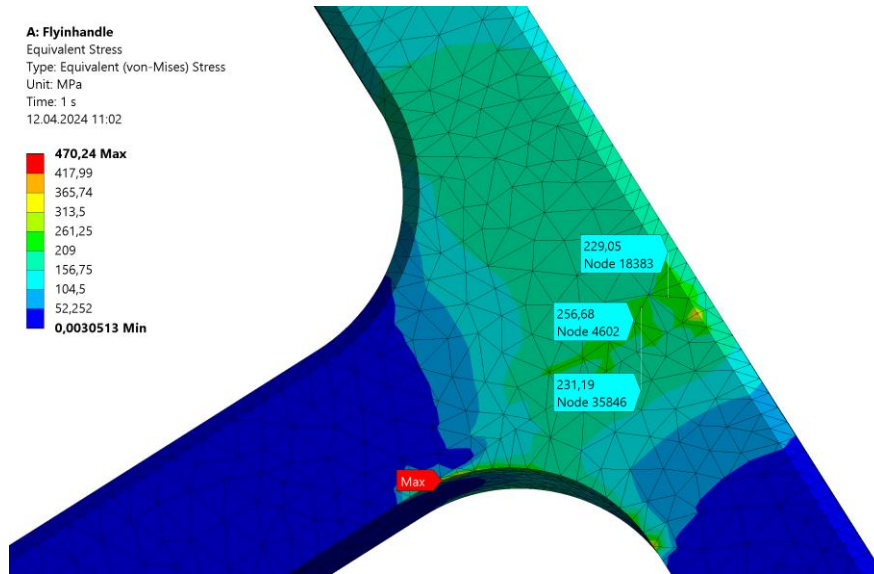 A: Flyinhandle
Equivalent Stress
Type: Equivalent (von-Mises) Stress
Unit: MPa
Time: 1 s
12.04.2024 11:02
470,24 Max
417,99
365,74
313,5
261,25
209
156,75
104,5
52,252
0,0030513 Min
229,05
Node 18383
256,68
Node 4602
231,19
Node 35846
Max